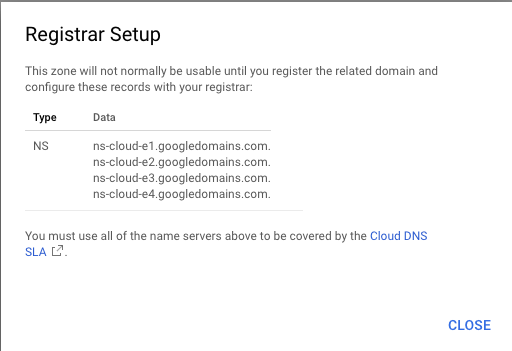 Registrar Setup
This zone will not normally be usable until you register the related domain and
configure these records with your registrar:
Type Data
NS ns-cloud-e1.googledomains.com.
ns-cloud-e2.googledomains.com.
ns-cloud-e3.googledomains.com.
ns-cloud-e4.googledomains.com.
You must use all of the name servers above to be covered by the Cloud DNS
SLA .
CLOSE